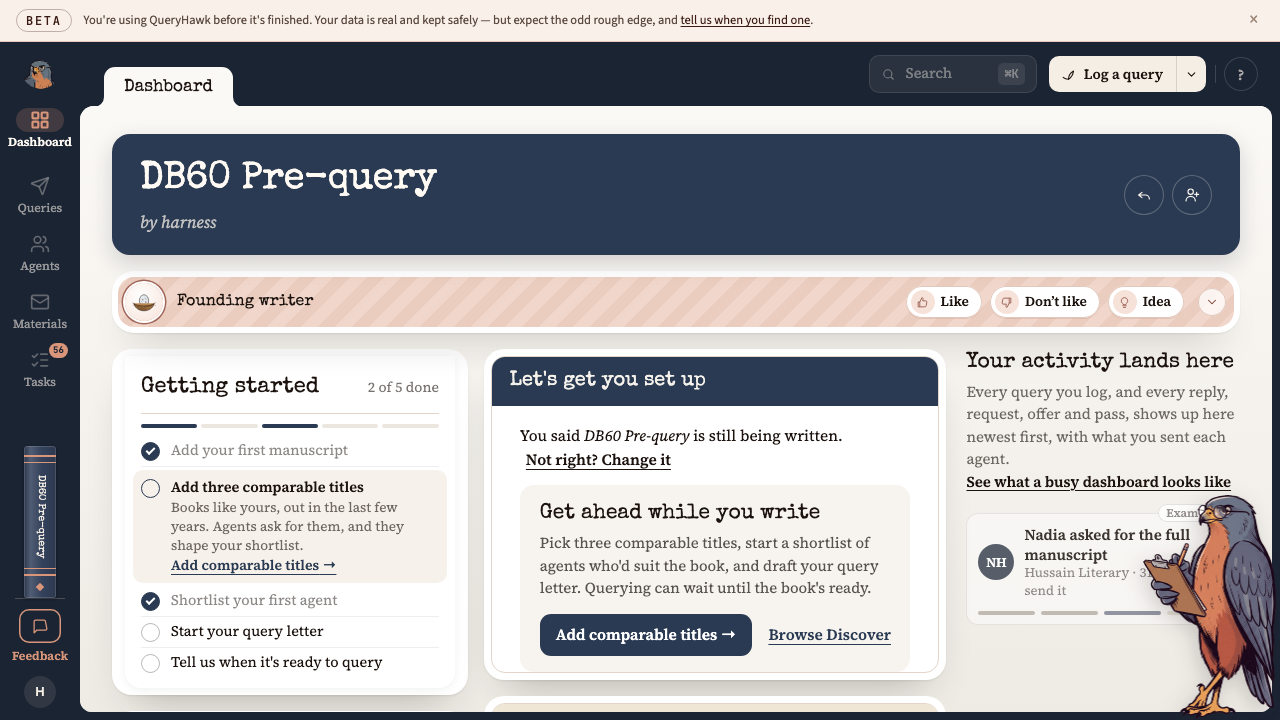 BETA You're using QueryHawk before it's finished. Your data is real and kept safely — but expect the odd rough edge, and tell us when you find one. ×
Dashboard
Search ⌘K
Log a query
?
Dashboard
Queries
Agents
Materials
56
Tasks
DB60 Pre-query
Feedback
H
DB60 Pre-query
by harness
Founding writer
Like
Don't like
Idea
Getting started
2 of 5 done
Add your first manuscript
Add three comparable titles
Books like yours, out in the last few
years. Agents ask for them, and they
shape your shortlist.
Add comparable titles →
Shortlist your first agent
Start your query letter
Tell us when it's ready to query
Let's get you set up
You said DB60 Pre-query is still being written.
Not right? Change it
Get ahead while you write
Pick three comparable titles, start a shortlist of
agents who'd suit the book, and draft your query
letter. Querying can wait until the book's ready.
Add comparable titles →
Browse Discover
Your activity lands here
Every query you log, and every reply,
request, offer and pass, shows up here
newest first, with what you sent each
agent.
See what a busy dashboard looks like
NH
Nadia asked for the full
manuscript
Hussain Literary ·
send it